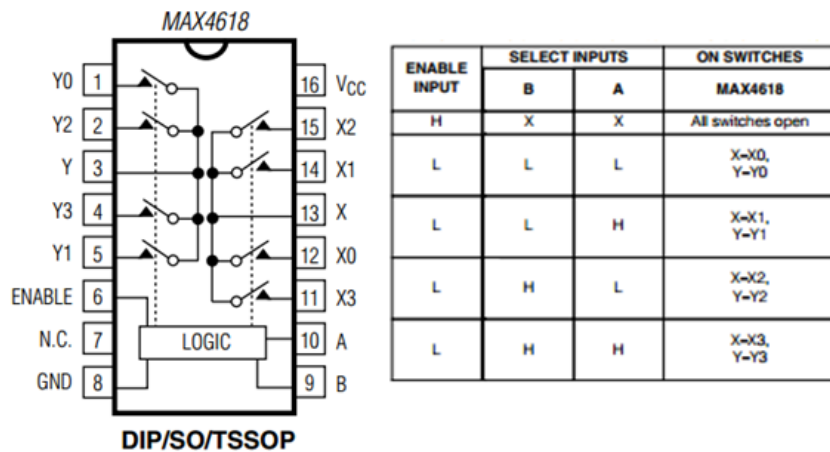 MAX4618
Y0 1 16 VCC
Y2 2 15 X2
Y 3 14 X1
Y3 4 13 X
Y1 5 12 X0
ENABLE 6 11 X3
N.C. 7 LOGIC 10 A
GND 8 9 B
DIP/SO/TSSOP
ENABLE INPUT SELECT INPUTS ON SWITCHES
B A MAX4618
H X X All switches open
L L L X–X0,
Y–Y0
L L H X–X1,
Y–Y1
L H L X–X2,
Y–Y2
L H H X–X3,
Y–Y3